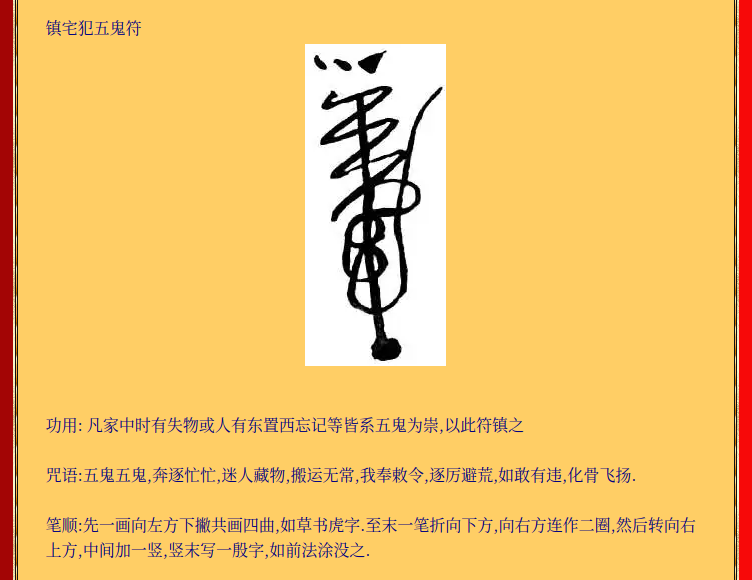 镇宅犯五鬼符
功用: 凡家中时有失物或人有东置西忘记等皆系五鬼为崇,以此符镇之
咒语:五鬼五鬼,奔逐忙忙,迷人藏物,搬运无常,我奉敕令,逐厉避荒,如敢有违,化骨飞扬.
笔顺:先一画向左方下撇共画四曲,如草书虎字.至末一笔折向下方,向右方连作二圈,然后转向右
上方,中间加一竖,竖末写一殷字,如前法涂没之.